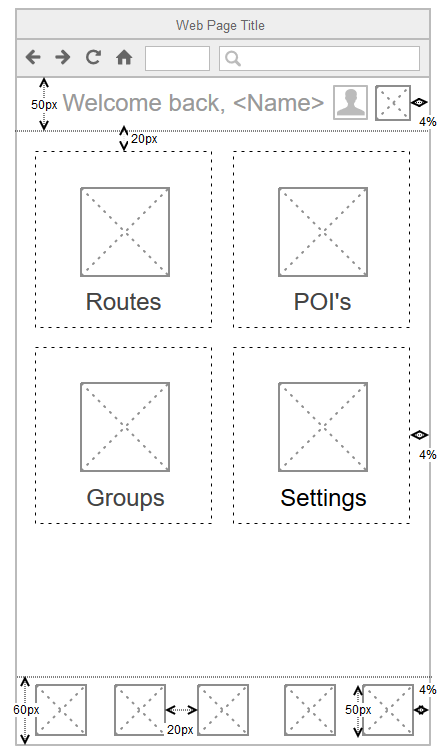 Web Page Title
50px
Welcome back, <Name>
4%
20px
Routes
POI's
4%
Groups
Settings
4%
60px
50px
20px